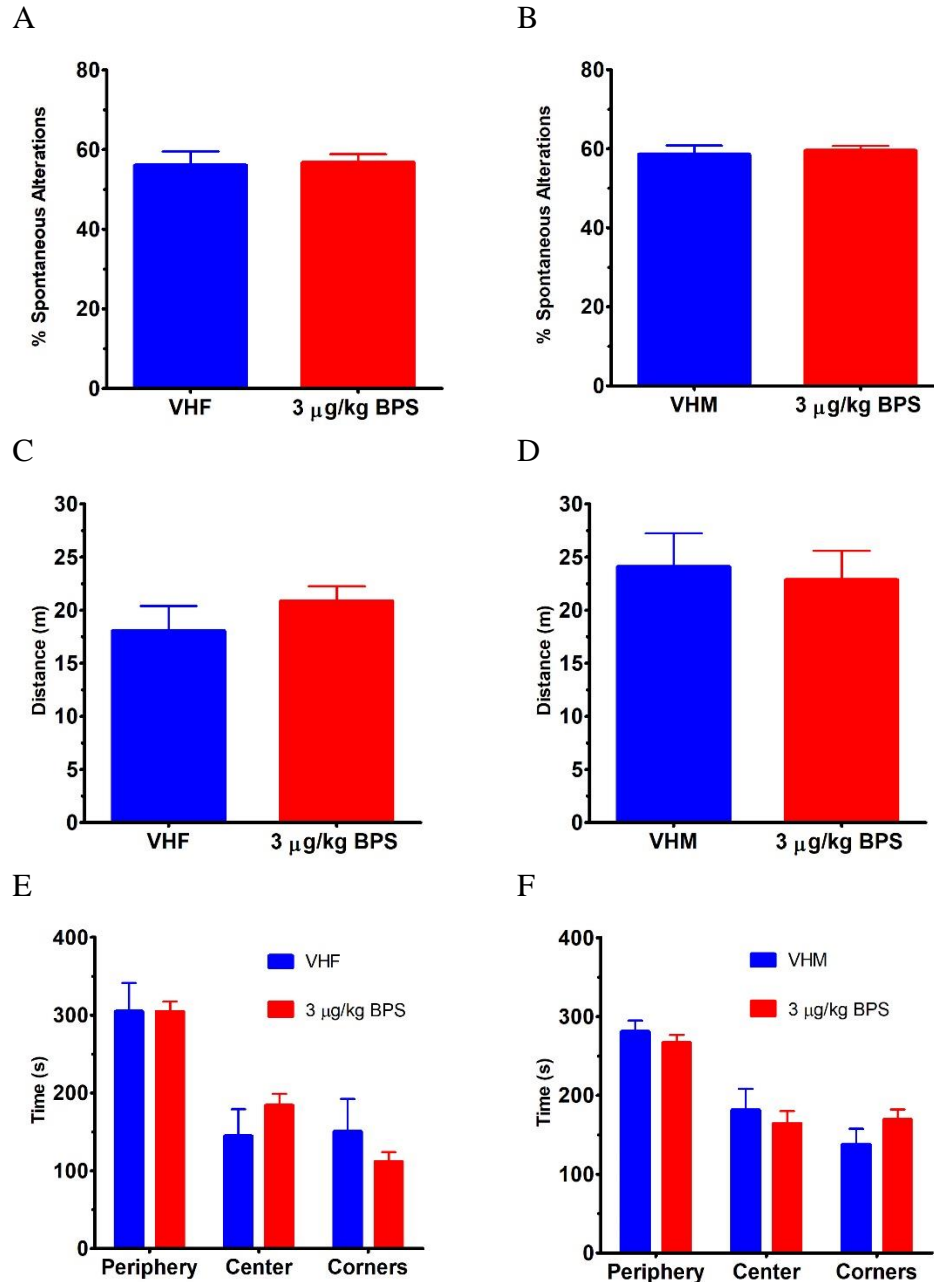 A
80
60
40
20
0
% Spontaneous Alterations
VHF
3 μg/kg BPS
B
80
60
40
20
0
% Spontaneous Alterations
VHM
3 μg/kg BPS
C
30
25
20
15
10
5
0
Distance (m)
VHF
3 μg/kg BPS
D
30
25
20
15
10
5
0
Distance (m)
VHM
3 μg/kg BPS
E
400
300
200
100
0
Time (s)
VHF
3 μg/kg BPS
Periphery
Center
Corners
F
400
300
200
100
0
Time (s)
VHM
3 μg/kg BPS
Periphery
Center
Corners